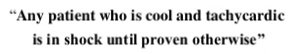 “Any patient who is cool and tachycardic
is in shock until proven otherwise”